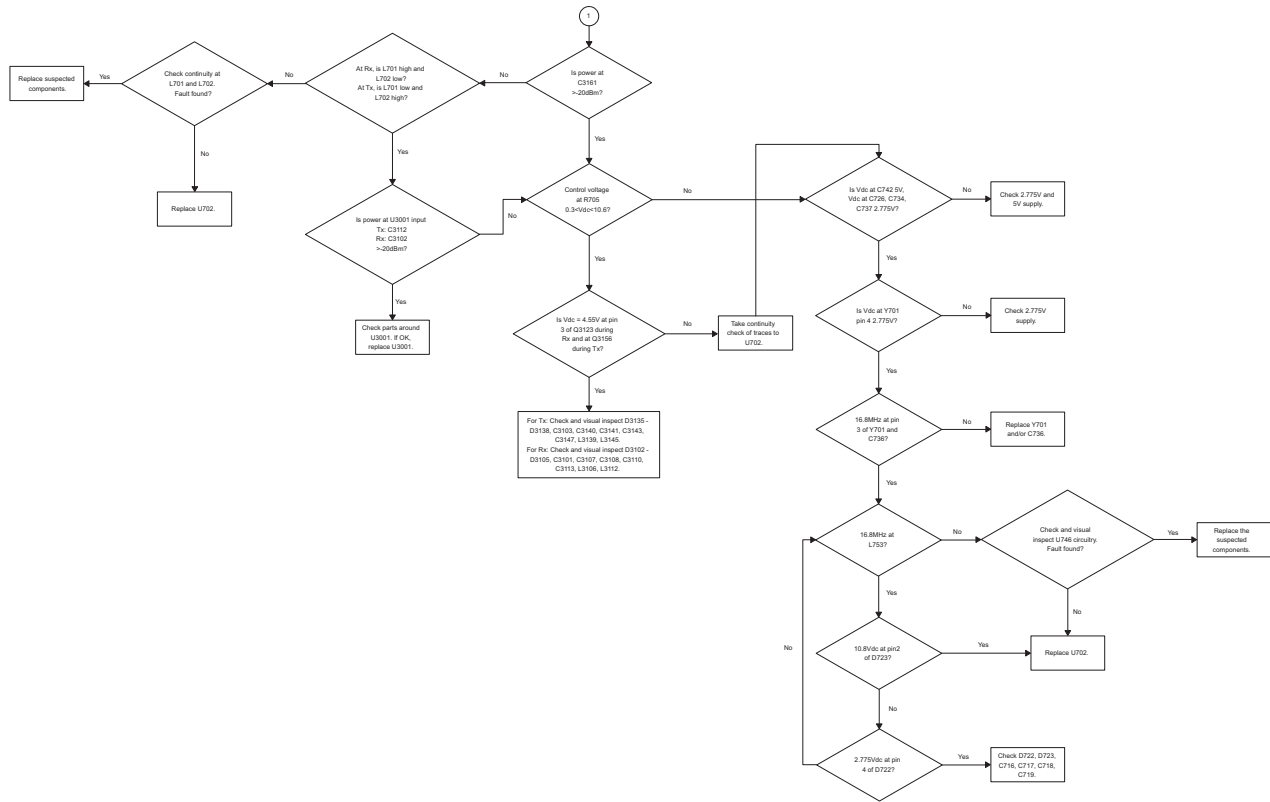 1
Is power at
C3161
>-20dBm?
No
Yes
At Rx, is L701 high and
L702 low?
At Tx, is L701 low and
L702 high?
No
Yes
Check continuity at
L701 and L702.
Fault found?
Yes
No
Replace suspected
components.
Replace U702.
Is power at U3001 input
Tx: C3112
Rx: C3102
>-20dBm?
No
Yes
Check parts around
U3001. If OK,
replace U3001.
Control voltage
at R705
0.3<Vdc<10.6?
No
Yes
Is Vdc = 4.55V at pin
3 of Q3123 during
Rx and at Q3156
during Tx?
No
Yes
Take continuity
check of traces to
U702.
For Tx: Check and visual inspect D3135 -
D3138, C3103, C3140, C3141, C3143,
C3147, L3139, L3145.
For Rx: Check and visual inspect D3102 -
D3105, C3101, C3107, C3108, C3110,
C3113, L3106, L3112.
Is Vdc at C742 5V,
Vdc at C726, C734,
C737 2.775V?
No
Yes
Check 2.775V and
5V supply.
Is Vdc at Y701
pin 4 2.775V?
No
Yes
Check 2.775V
supply.
16.8MHz at pin
3 of Y701 and
C736?
No
Yes
Replace Y701
and/or C736.
16.8MHz at
L753?
No
Yes
Check and visual
inspect U746 circuitry.
Fault found?
Yes
No
Replace the
suspected
components.
10.8Vdc at pin2
of D723?
Yes
No
Replace U702.
2.775Vdc at pin
4 of D722?
No
Yes
Check D722, D723,
C716, C717, C718,
C719.